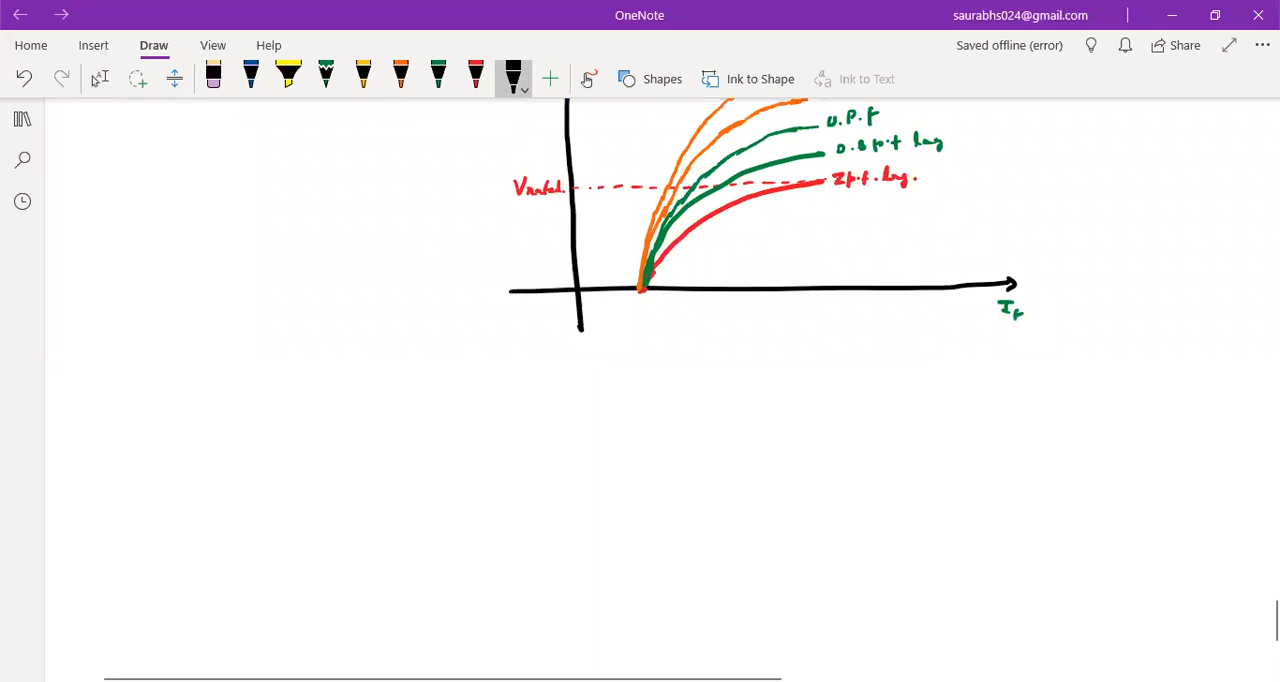 OneNote
saurabhs024@gmail.com
Home Insert Draw View Help
Saved offline (error) Share
Shapes Ink to Shape Ink to Text
U.P.f
0.8 p.f lag
Vrated. Zp.f. lag.
If